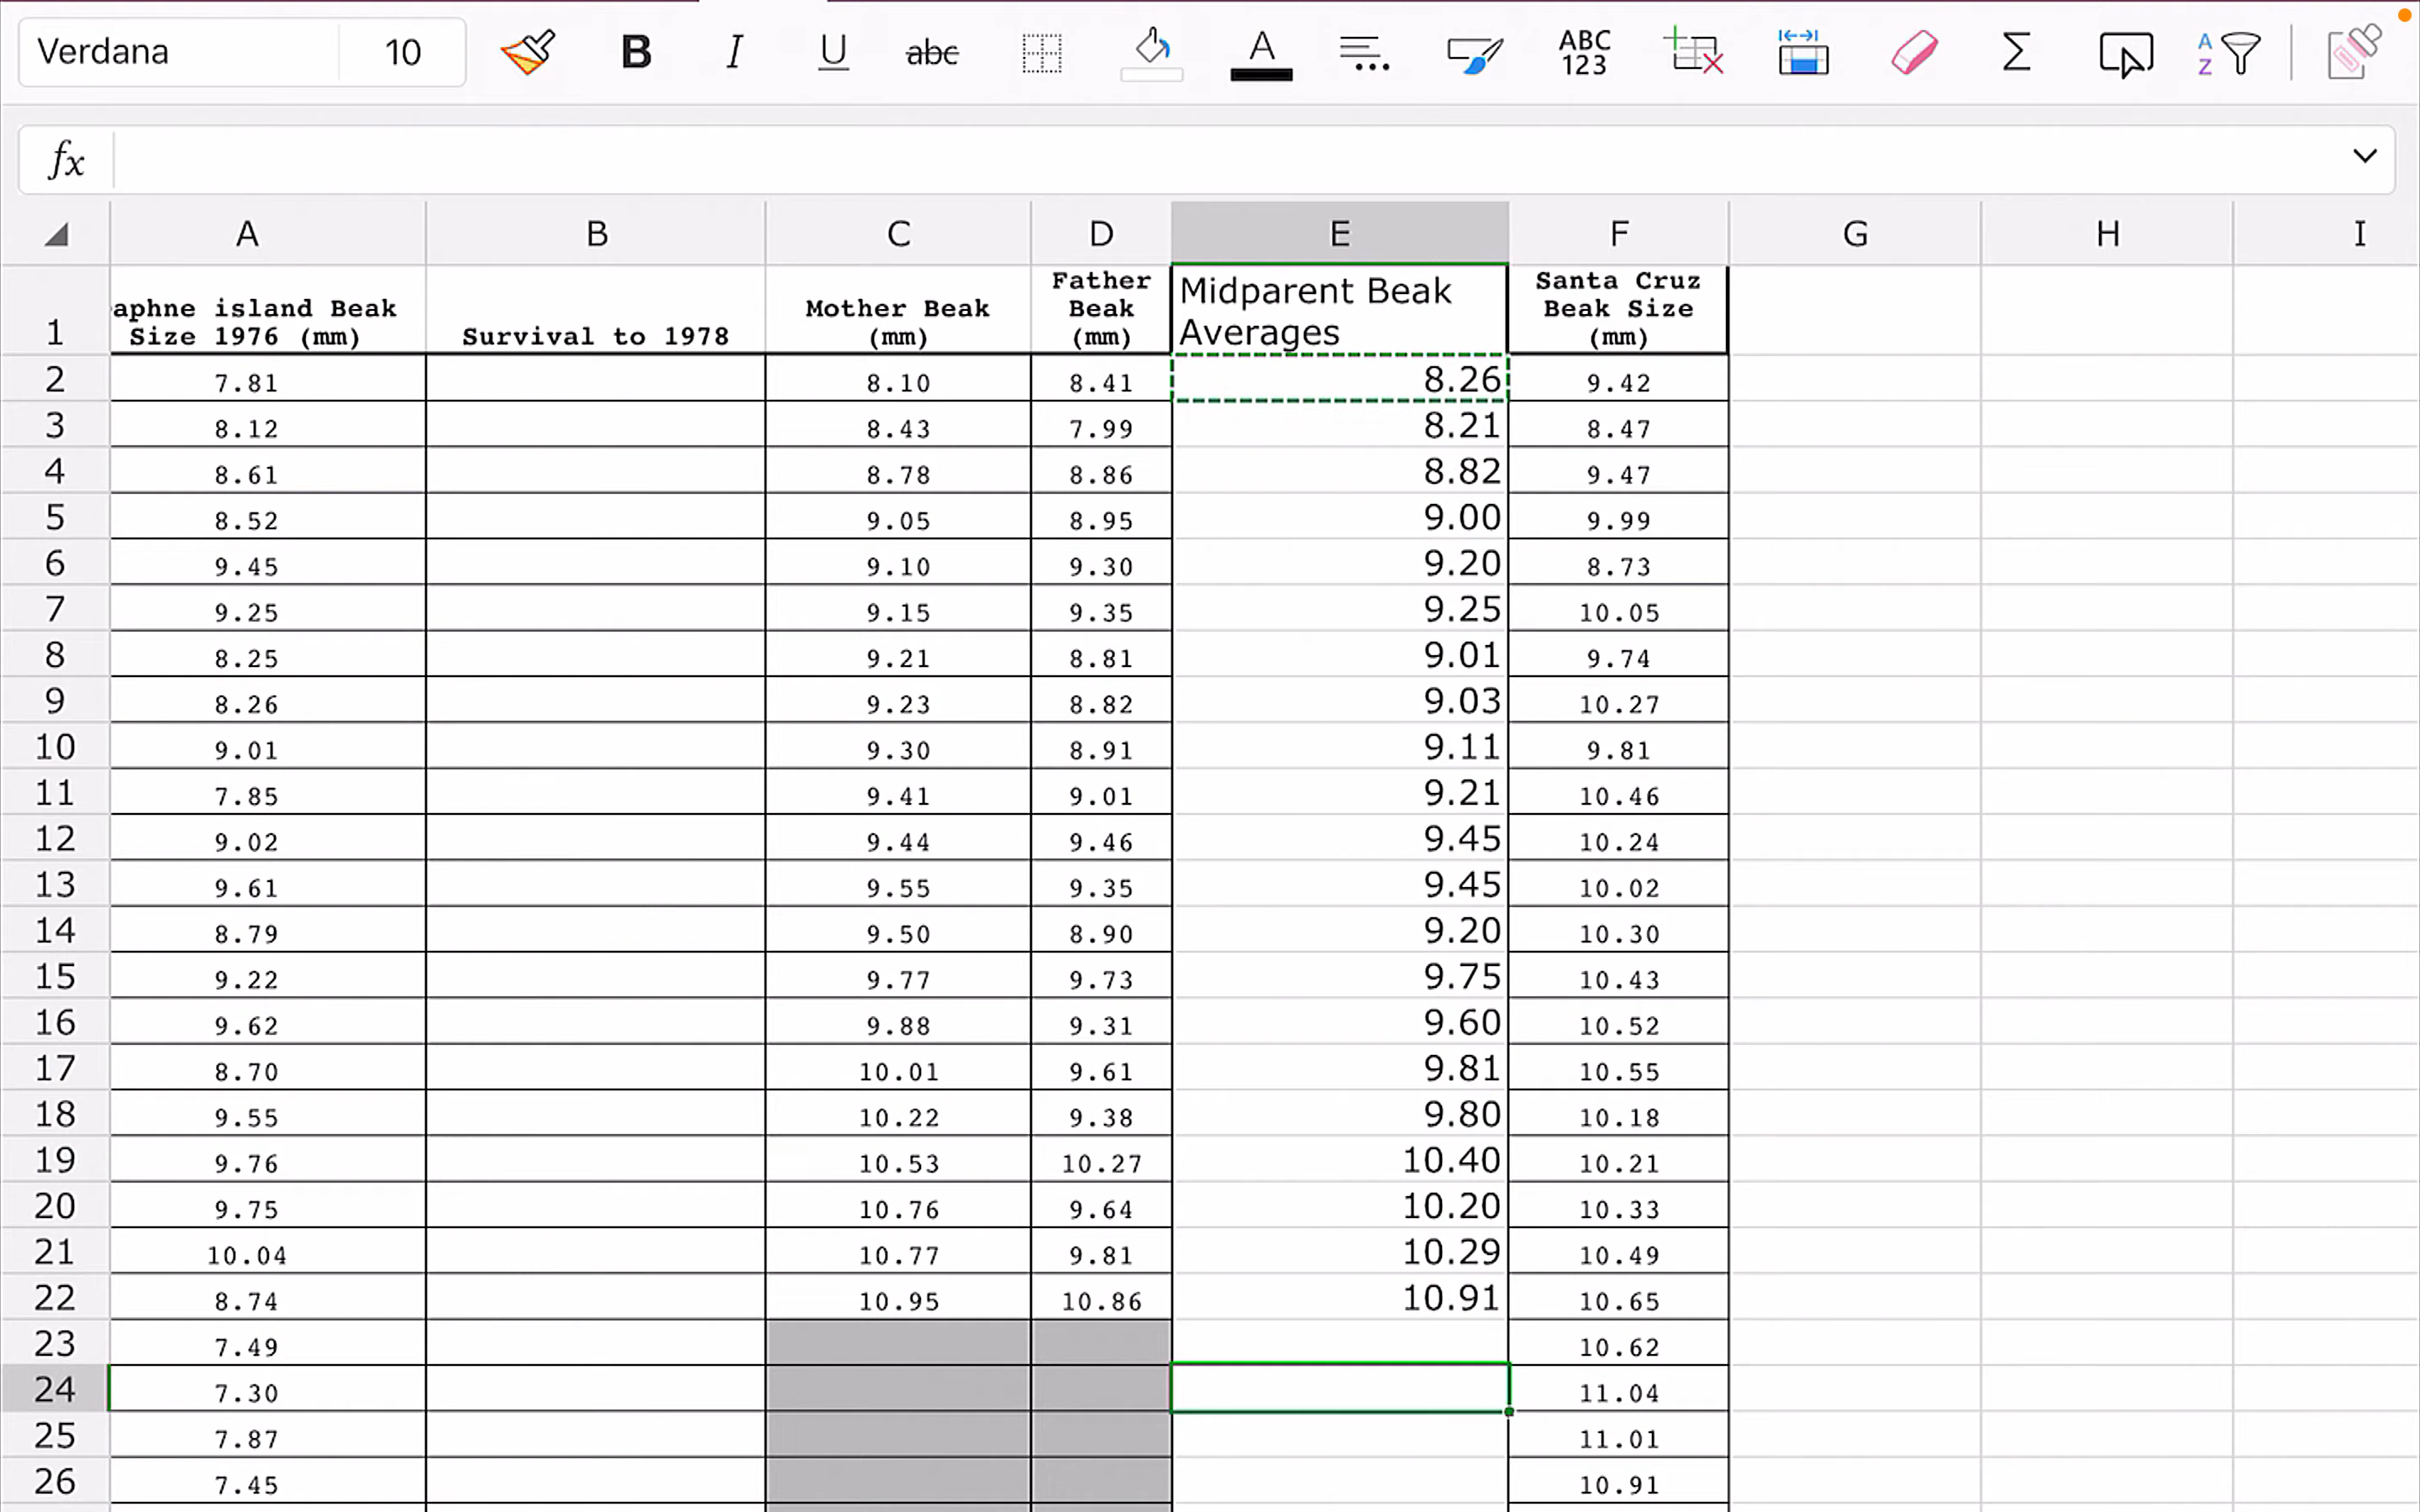 Verdana 10 B I U abc A ABC 123 Σ A Z
fx
A B C D E F G H I
1 aphne island Beak Size 1976 (mm) Survival to 1978 Mother Beak (mm) Father Beak (mm) Midparent Beak Averages Santa Cruz Beak Size (mm)
2 7.81 8.10 8.41 8.26 9.42
3 8.12 8.43 7.99 8.21 8.47
4 8.61 8.78 8.86 8.82 9.47
5 8.52 9.05 8.95 9.00 9.99
6 9.45 9.10 9.30 9.20 8.73
7 9.25 9.15 9.35 9.25 10.05
8 8.25 9.21 8.81 9.01 9.74
9 8.26 9.23 8.82 9.03 10.27
10 9.01 9.30 8.91 9.11 9.81
11 7.85 9.41 9.01 9.21 10.46
12 9.02 9.44 9.46 9.45 10.24
13 9.61 9.55 9.35 9.45 10.02
14 8.79 9.50 8.90 9.20 10.30
15 9.22 9.77 9.73 9.75 10.43
16 9.62 9.88 9.31 9.60 10.52
17 8.70 10.01 9.61 9.81 10.55
18 9.55 10.22 9.38 9.80 10.18
19 9.76 10.53 10.27 10.40 10.21
20 9.75 10.76 9.64 10.20 10.33
21 10.04 10.77 9.81 10.29 10.49
22 8.74 10.95 10.86 10.91 10.65
23 7.49 10.62
24 7.30 11.04
25 7.87 11.01
26 7.45 10.91